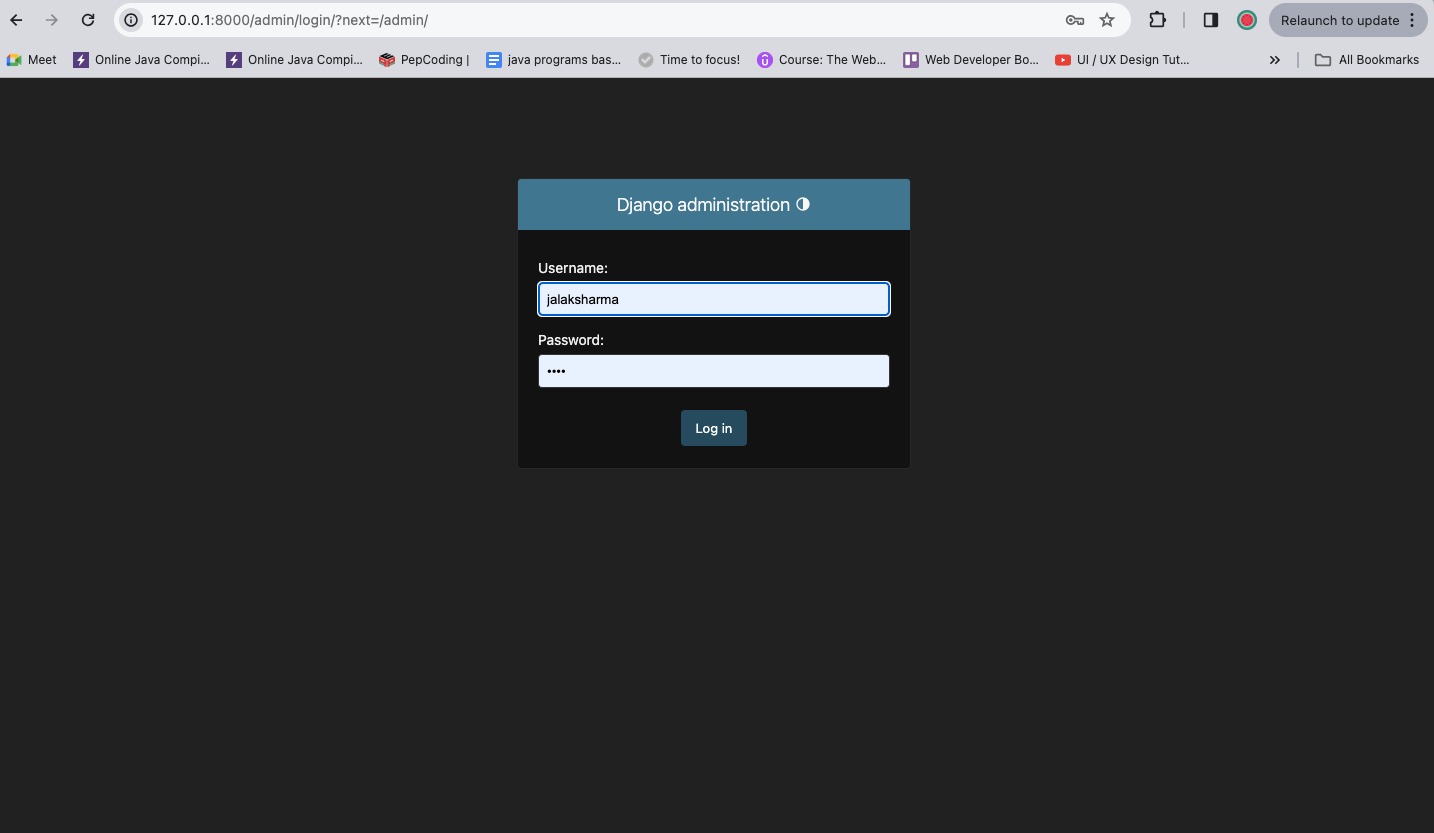 127.0.0.1:8000/admin/login/?next=/admin/
Relaunch to update
Meet
Online Java Compi...
Online Java Compi...
PepCoding |
java programs bas...
Time to focus!
Course: The Web...
Web Developer Bo...
UI / UX Design Tut...
»
All Bookmarks
Django administration
Username:
jalaksharma
Password:
••••
Log in